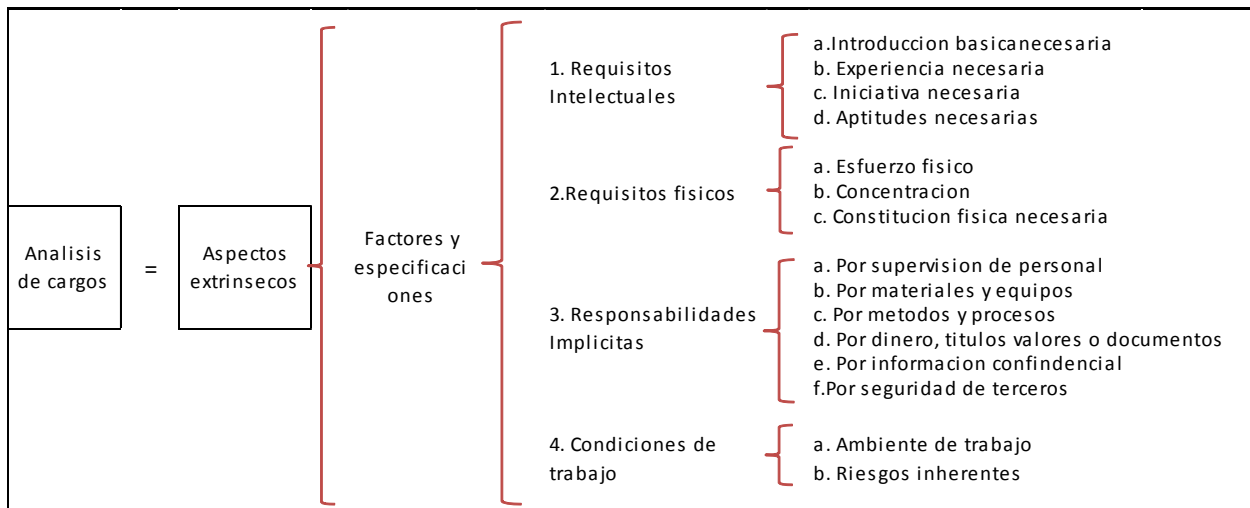 Analisis
de cargos
=
Aspectos
extrinsecos
Factores y
especificaci
ones
1. Requisitos
Intelectuales
a.Introduccion basicanecesaria
b. Experiencia necesaria
c. Iniciativa necesaria
d. Aptitudes necesarias
2.Requisitos fisicos
a. Esfuerzo fisico
b. Concentracion
c. Constitucion fisica necesaria
3. Responsabilidades
Implicitas
a. Por supervision de personal
b. Por materiales y equipos
c. Por metodos y procesos
d. Por dinero, titulos valores o documentos
e. Por informacion confindencial
f.Por seguridad de terceros
4. Condiciones de
trabajo
a. Ambiente de trabajo
b. Riesgos inherentes